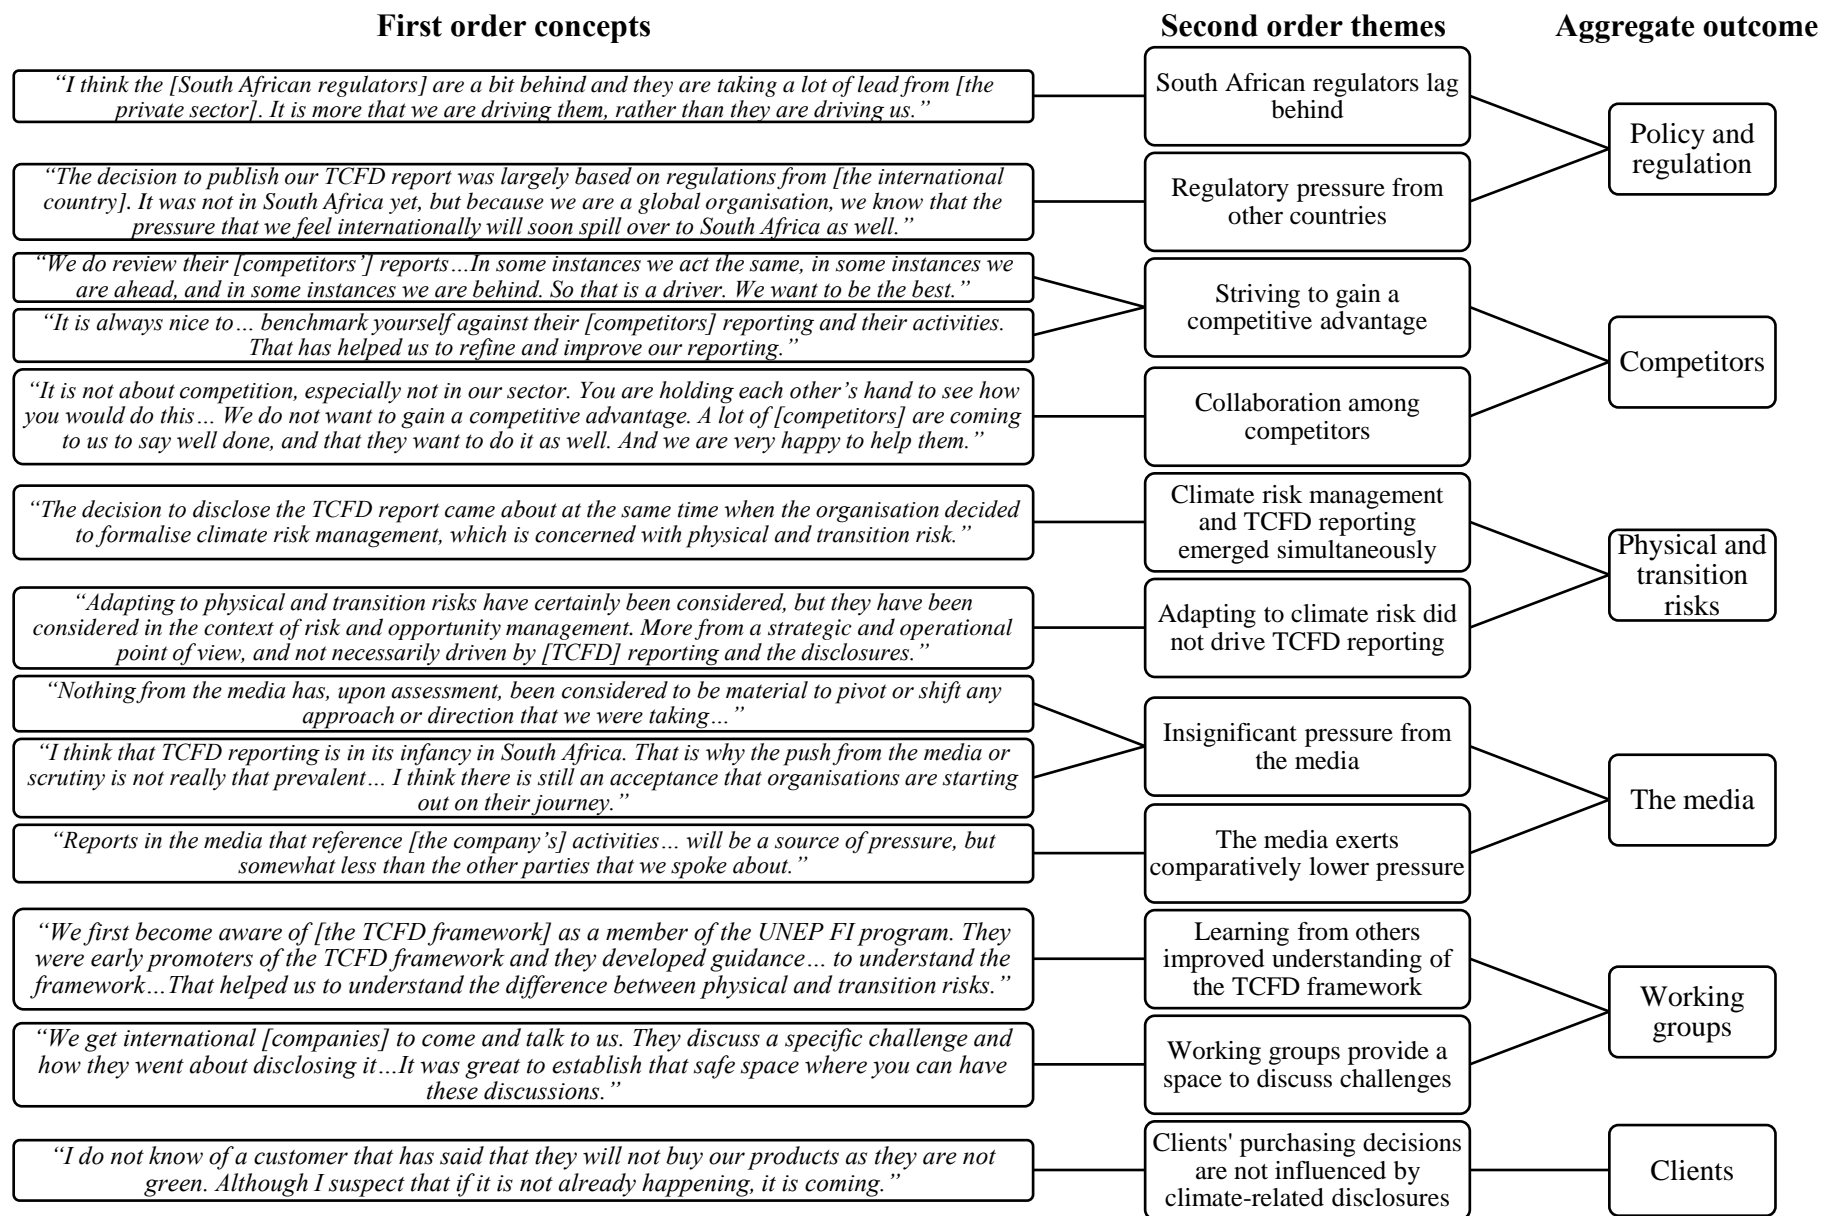 First order concepts
Second order themes
Aggregate outcome
“I think the [South African regulators] are a bit behind and they are taking a lot of lead from [the
private sector]. It is more that we are driving them, rather than they are driving us.”
South African regulators lag
behind
Policy and
regulation
“The decision to publish our TCFD report was largely based on regulations from [the international
country]. It was not in South Africa yet, but because we are a global organisation, we know that the
pressure that we feel internationally will soon spill over to South Africa as well.”
Regulatory pressure from
other countries
“We do review their [competitors’] reports…In some instances we act the same, in some instances we
are ahead, and in some instances we are behind. So that is a driver. We want to be the best.”
“It is always nice to… benchmark yourself against their [competitors] reporting and their activities.
That has helped us to refine and improve our reporting.”
Striving to gain a
competitive advantage
Competitors
“It is not about competition, especially not in our sector. You are holding each other’s hand to see how
you would do this… We do not want to gain a competitive advantage. A lot of [competitors] are coming
to us to say well done, and that they want to do it as well. And we are very happy to help them.”
Collaboration among
competitors
“The decision to disclose the TCFD report came about at the same time when the organisation decided
to formalise climate risk management, which is concerned with physical and transition risk.”
Climate risk management
and TCFD reporting
emerged simultaneously
Physical and
transition
risks
“Adapting to physical and transition risks have certainly been considered, but they have been
considered in the context of risk and opportunity management. More from a strategic and operational
point of view, and not necessarily driven by [TCFD] reporting and the disclosures.”
Adapting to climate risk did
not drive TCFD reporting
“Nothing from the media has, upon assessment, been considered to be material to pivot or shift any
approach or direction that we were taking…”
“I think that TCFD reporting is in its infancy in South Africa. That is why the push from the media or
scrutiny is not really that prevalent… I think there is still an acceptance that organisations are starting
out on their journey.”
Insignificant pressure from
the media
The media
“Reports in the media that reference [the company’s] activities… will be a source of pressure, but
somewhat less than the other parties that we spoke about.”
The media exerts
comparatively lower pressure
“We first become aware of [the TCFD framework] as a member of the UNEP FI program. They
were early promoters of the TCFD framework and they developed guidance… to understand the
framework…That helped us to understand the difference between physical and transition risks.”
Learning from others
improved understanding of
the TCFD framework
Working
groups
“We get international [companies] to come and talk to us. They discuss a specific challenge and
how they went about disclosing it…It was great to establish that safe space where you can have
these discussions.”
Working groups provide a
space to discuss challenges
“I do not know of a customer that has said that they will not buy our products as they are not
green. Although I suspect that if it is not already happening, it is coming.”
Clients' purchasing decisions
are not influenced by
climate-related disclosures
Clients